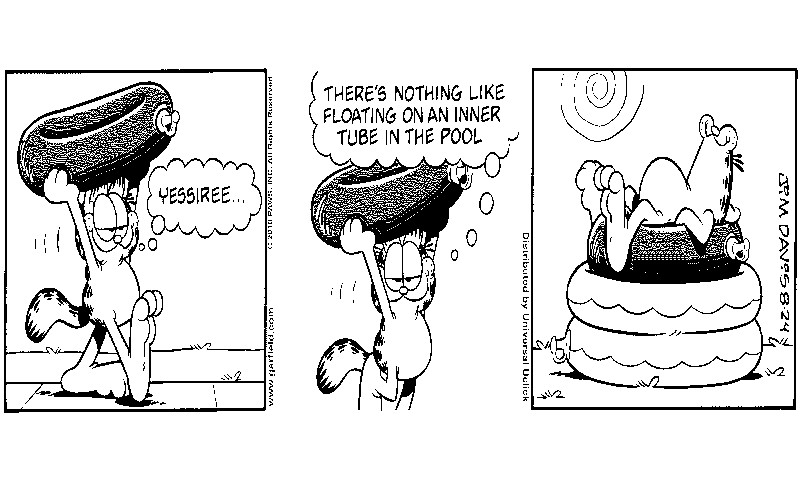 YESSIREE...
© 2010 PAWS, INC. All Rights Reserved.
www.garfield.com
THERE'S NOTHING LIKE
FLOATING ON AN INNER
TUBE IN THE POOL
Distributed by Universal Uclick
JIM DAVIS 8-24